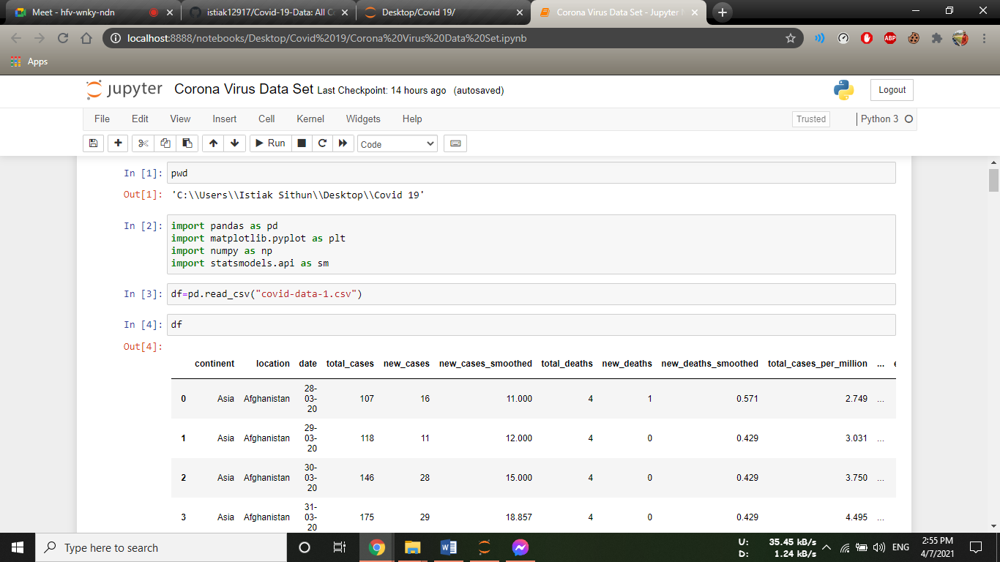 Meet - hfv-wnky-ndn
istiak12917/Covid-19-Data: All Co
Desktop/Covid 19/
Corona Virus Data Set - Jupyter N
localhost:8888/notebooks/Desktop/Covid%2019/Corona%20Virus%20Data%20Set.ipynb
ABP
Apps
jupyter Corona Virus Data Set Last Checkpoint: 14 hours ago (autosaved)
Logout
File Edit View Insert Cell Kernel Widgets Help
Trusted
Python 3
Run
Code
In [1]: pwd
Out[1]: 'C:\\Users\\Istiak Sithun\\Desktop\\Covid 19'
In [2]: import pandas as pd
import matplotlib.pyplot as plt
import numpy as np
import statsmodels.api as sm
In [3]: df=pd.read_csv("covid-data-1.csv")
In [4]: df
Out[4]:
continent location date total_cases new_cases new_cases_smoothed total_deaths new_deaths new_deaths_smoothed total_cases_per_million ... e
0 Asia Afghanistan 28-03-20 107 16 11.000 4 1 0.571 2.749 ...
1 Asia Afghanistan 29-03-20 118 11 12.000 4 0 0.429 3.031 ...
2 Asia Afghanistan 30-03-20 146 28 15.000 4 0 0.429 3.750 ...
3 Asia Afghanistan 31-03-20 175 29 18.857 4 0 0.429 4.495 ...
Type here to search
U: 35.45 kB/s
D: 1.24 kB/s
ENG
2:55 PM
4/7/2021